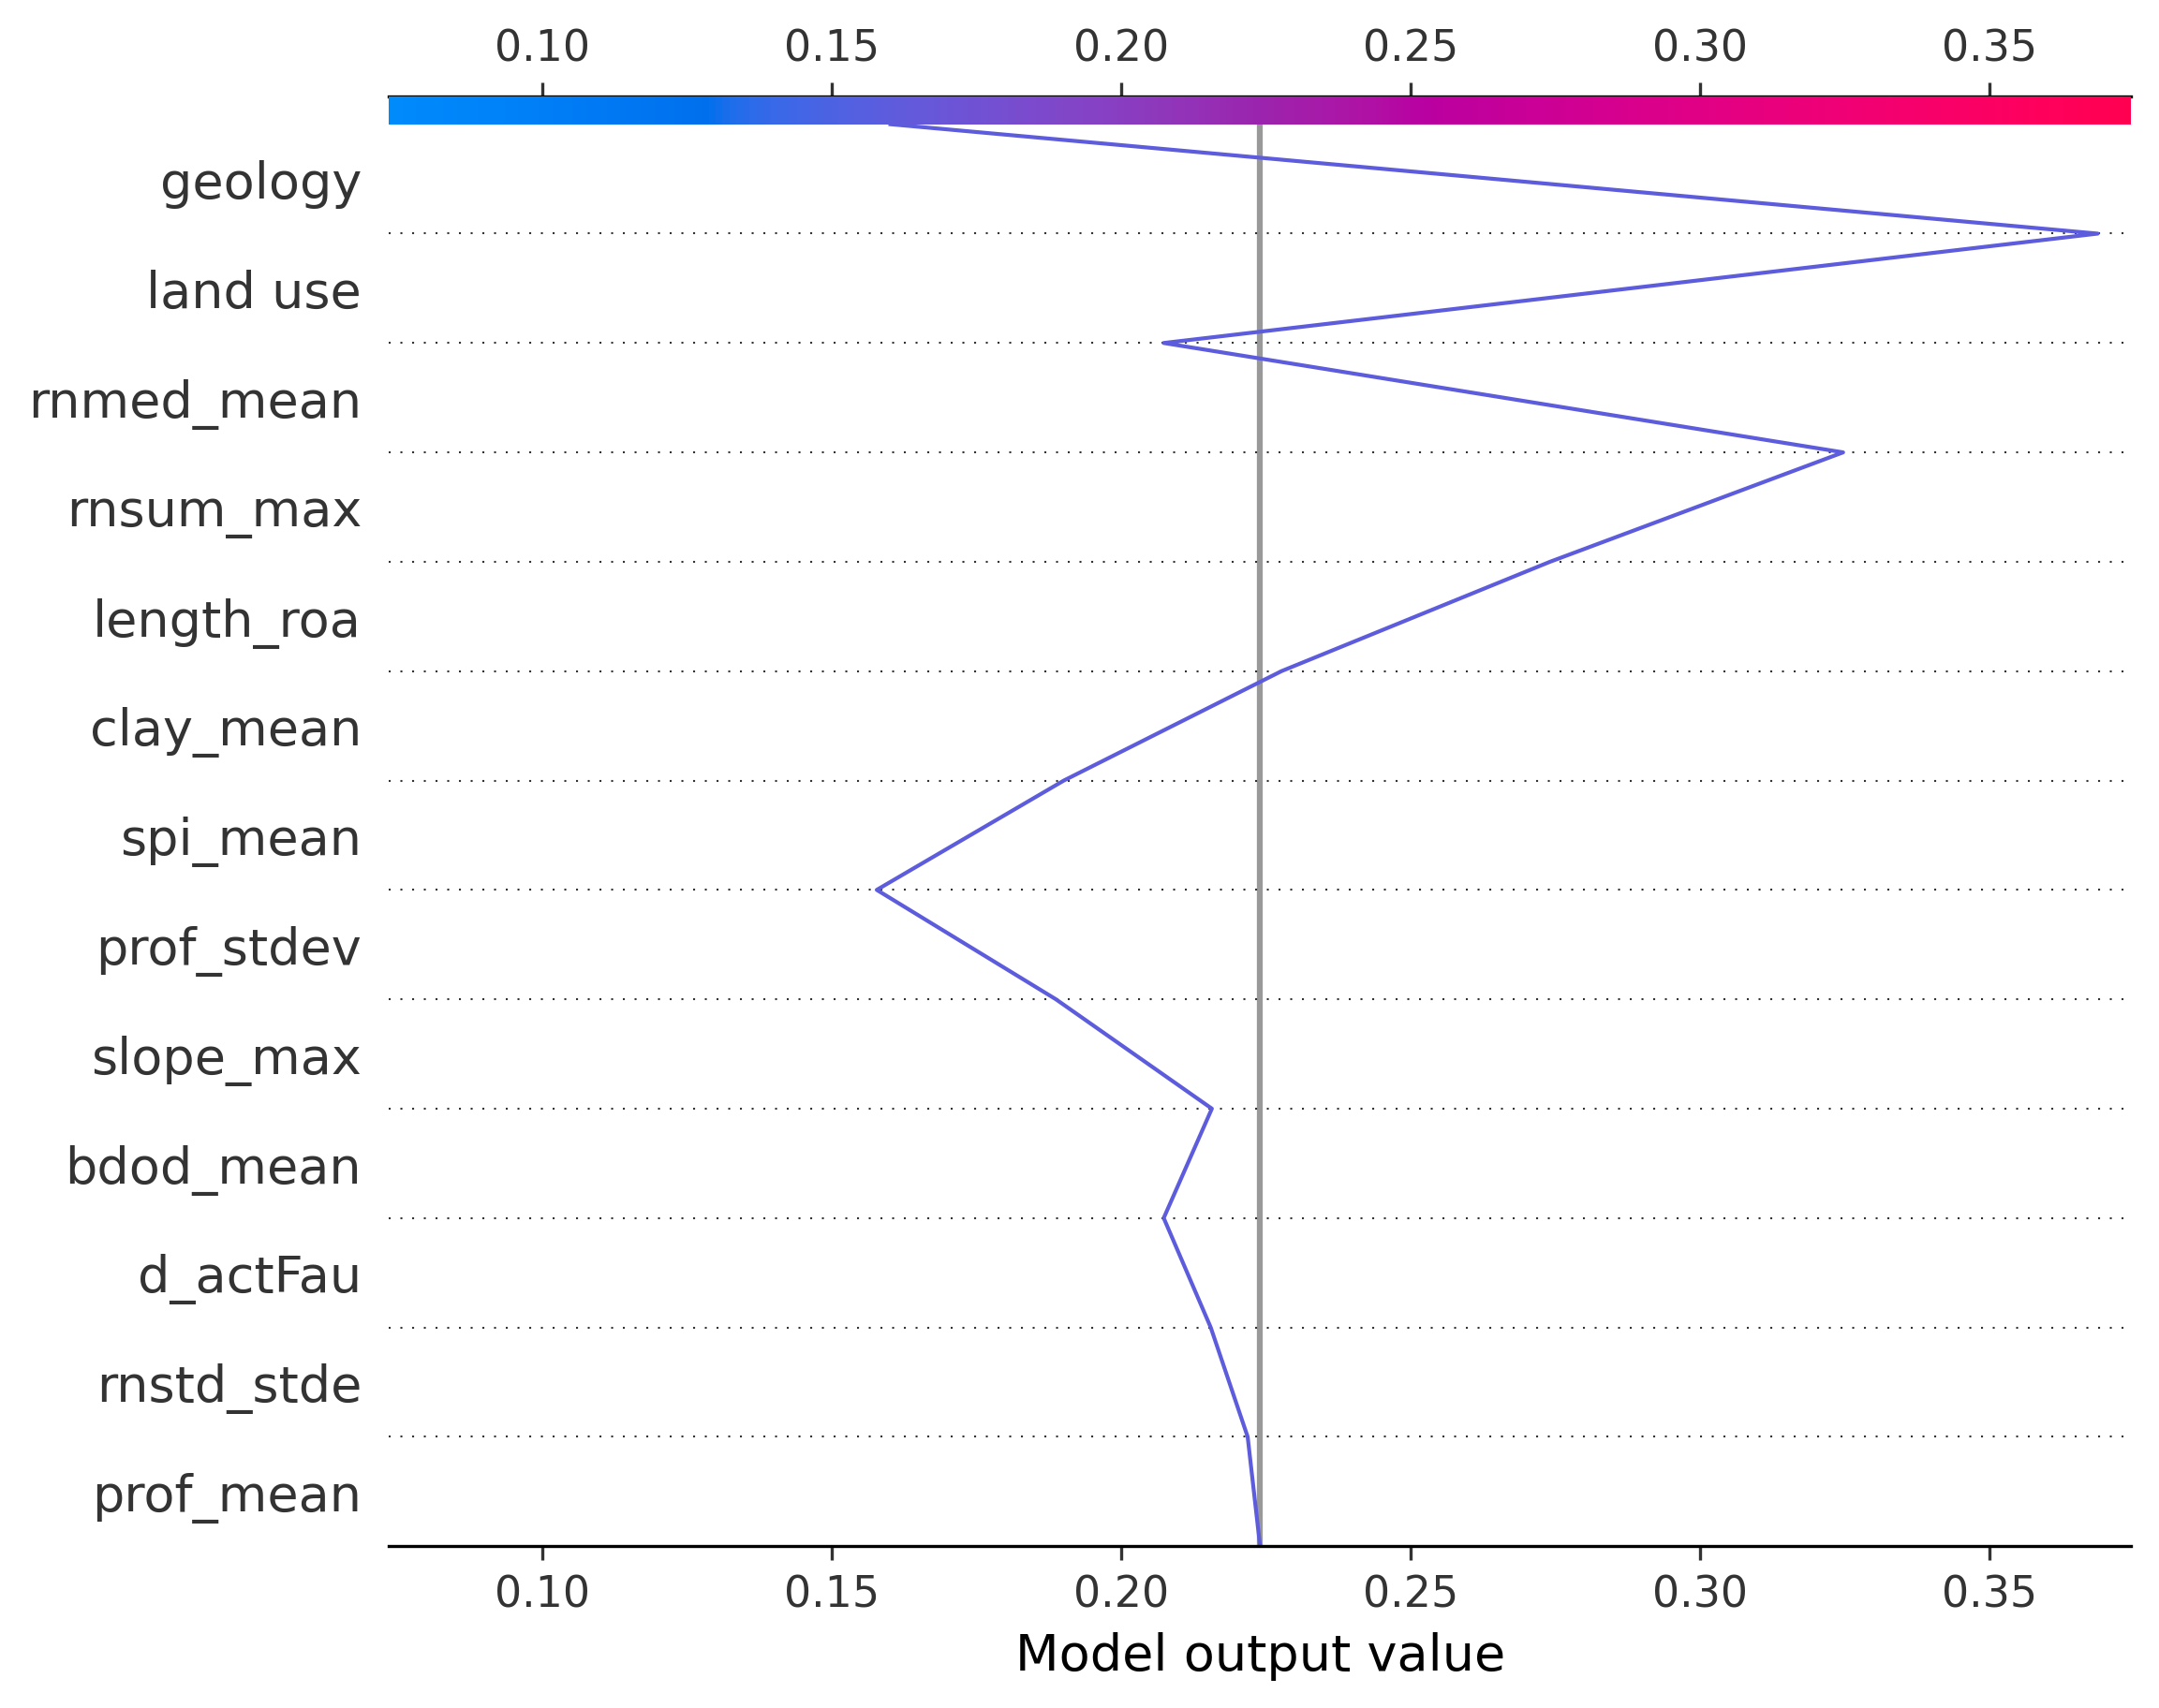 0.10 0.15 0.20 0.25 0.30 0.35
geology
land use
rnmed_mean
rnsum_max
length_roa
clay_mean
spi_mean
prof_stdev
slope_max
bdod_mean
d_actFau
rnstd_stde
prof_mean
0.10 0.15 0.20 0.25 0.30 0.35
Model output value